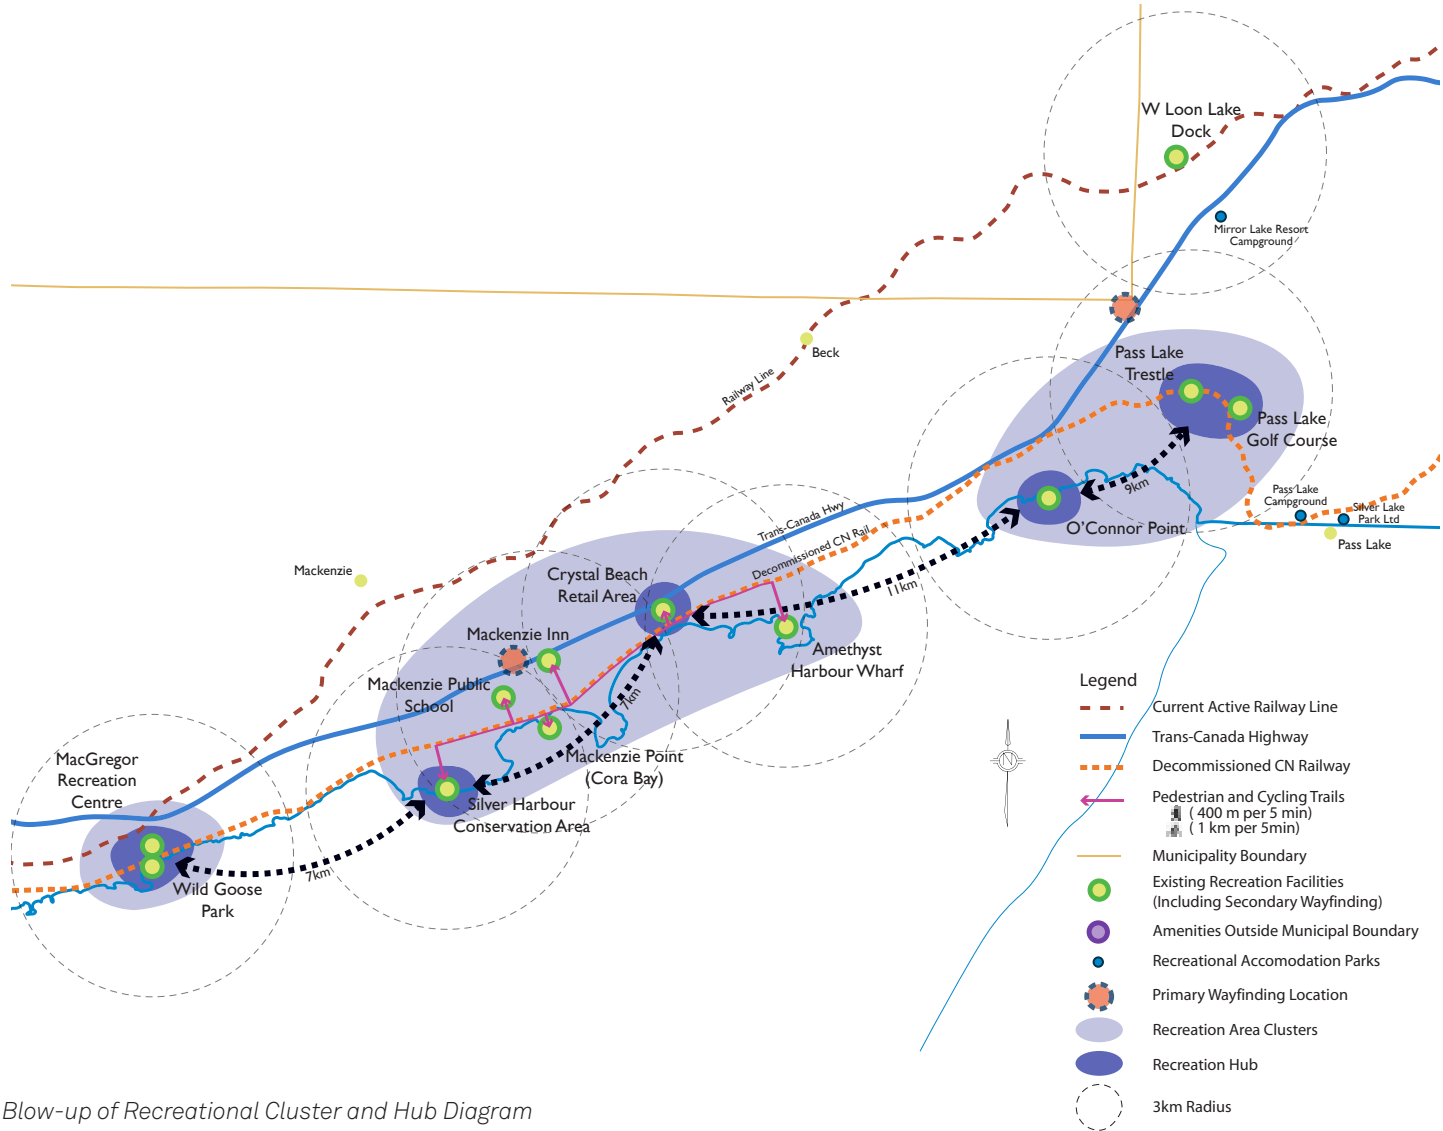 W Loon Lake
Dock
Mirror Lake Resort
Campground
Beck
Railway Line
Pass Lake
Trestle
Pass Lake
Golf Course
Pass Lake
Campground
Silver Lake
Park Ltd
Pass Lake
9km
O'Connor Point
Trans-Canada Hwy
Decommissioned CN Rail
11km
Mackenzie
Crystal Beach
Retail Area
Mackenzie Inn
Amethyst
Harbour Wharf
Mackenzie Public
School
7km
Mackenzie Point
(Cora Bay)
MacGregor
Recreation
Centre
Silver Harbour
Conservation Area
7km
Wild Goose
Park
N
Legend
Current Active Railway Line
Trans-Canada Highway
Decommissioned CN Railway
Pedestrian and Cycling Trails
( 400 m per 5 min)
( 1 km per 5min)
Municipality Boundary
Existing Recreation Facilities
(Including Secondary Wayfinding)
Amenities Outside Municipal Boundary
Recreational Accomodation Parks
Primary Wayfinding Location
Recreation Area Clusters
Recreation Hub
3km Radius
Blow-up of Recreational Cluster and Hub Diagram